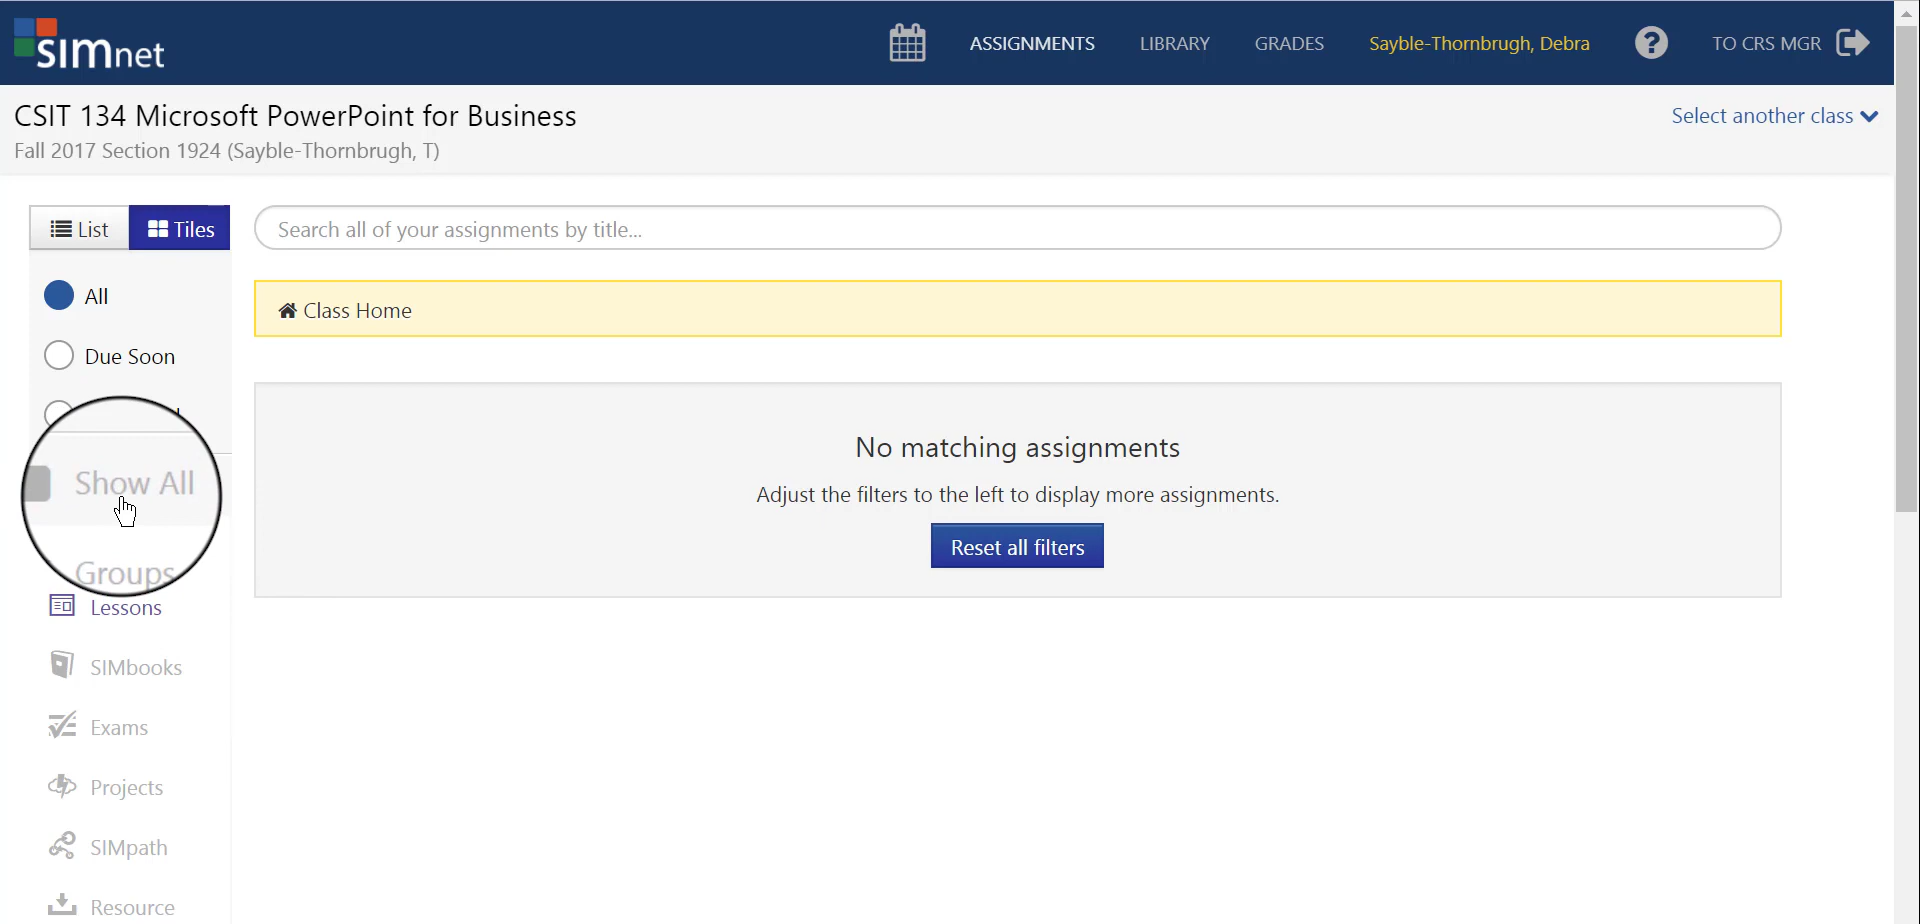 SIMnet
ASSIGNMENTS
LIBRARY
GRADES
Sayble-Thornbrugh, Debra
?
TO CRS MGR
CSIT 134 Microsoft PowerPoint for Business
Select another class
Fall 2017 Section 1924 (Sayble-Thornbrugh, T)
List
Tiles
Search all of your assignments by title...
All
Class Home
Due Soon
No matching assignments
Show All
Adjust the filters to the left to display more assignments.
Reset all filters
Groups
Lessons
SIMbooks
Exams
Projects
SIMpath
Resource